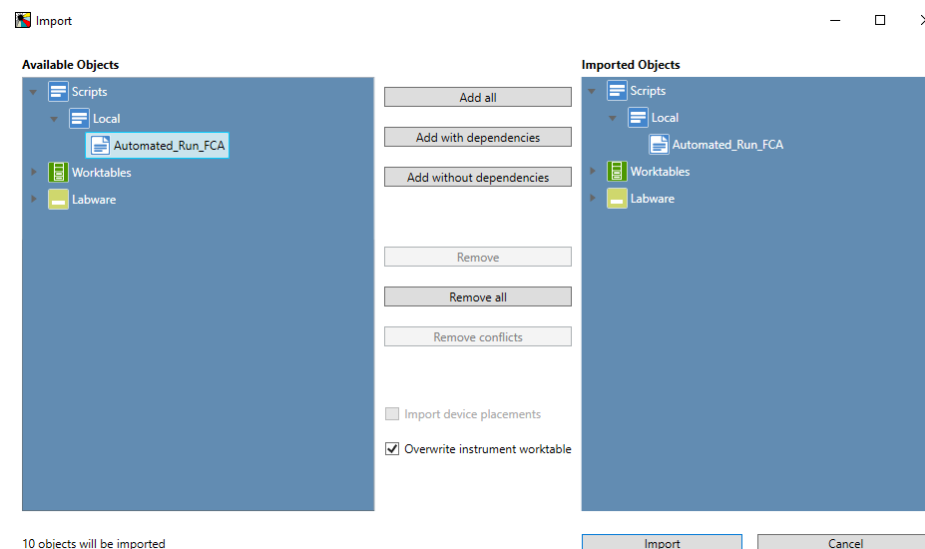 Import
Available Objects
Scripts
Local
Automated_Run_FCA
Worktables
Labware
Add all
Add with dependencies
Add without dependencies
Remove
Remove all
Remove conflicts
Import device placements
Overwrite instrument worktable
Imported Objects
Scripts
Local
Automated_Run_FCA
Worktables
Labware
10 objects will be imported
Import
Cancel